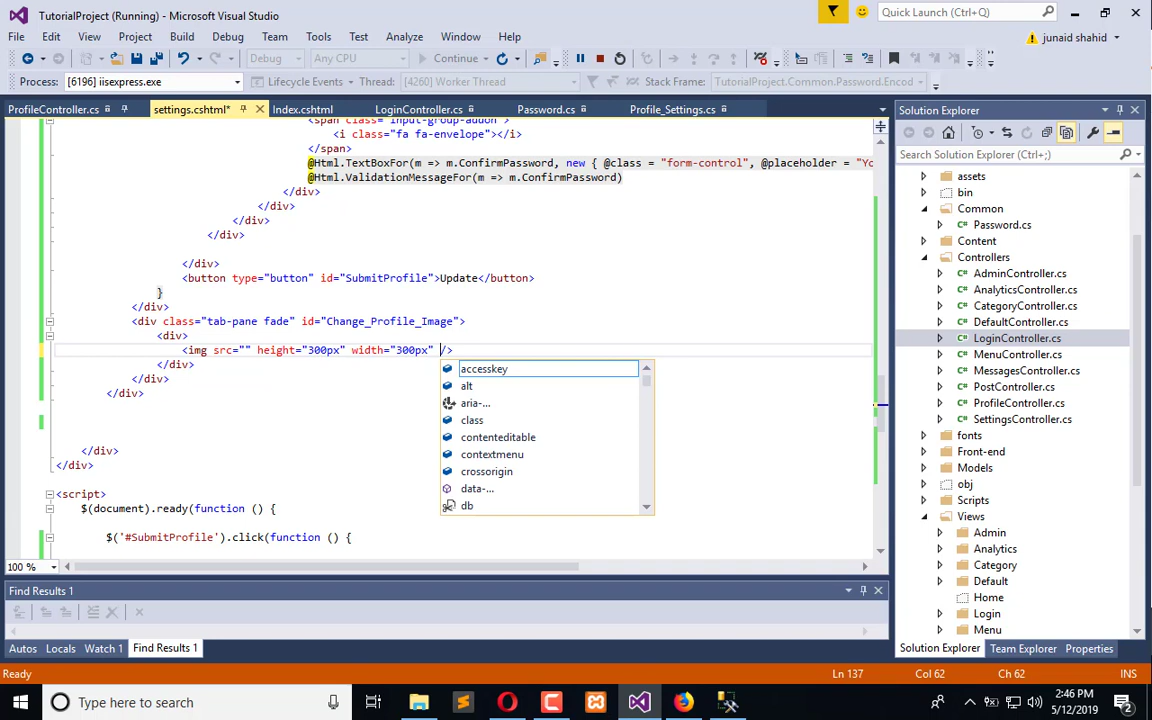 TutorialProject (Running) - Microsoft Visual Studio
Quick Launch (Ctrl+Q)
File Edit View Project Build Debug Team Tools Test Analyze Window Help
junaid shahid
Debug Any CPU Continue
Process: [6196] iisexpress.exe Lifecycle Events Thread: [4260] Worker Thread Stack Frame: TutorialProject.Common.Password.Encod
ProfileController.cs settings.cshtml* Index.cshtml LoginController.cs Password.cs Profile_Settings.cs
<span class="input-group-addon">
<i class="fa fa-envelope"></i>
</span>
@Html.TextBoxFor(m => m.ConfirmPassword, new { @class = "form-control", @placeholder = "Yo
@Html.ValidationMessageFor(m => m.ConfirmPassword)
</div>
</div>
</div>
</div>
</div>
<button type="button" id="SubmitProfile">Update</button>
}
</div>
<div class="tab-pane fade" id="Change_Profile_Image">
<div>
<img src="" height="300px" width="300px" />
</div>
</div>
</div>
accesskey
alt
aria-...
class
contenteditable
contextmenu
crossorigin
data-...
db
</div>
</div>
<script>
$(document).ready(function () {
$('#SubmitProfile').click(function () {
100 %
Find Results 1
Autos Locals Watch 1 Find Results 1
Solution Explorer
Search Solution Explorer (Ctrl+;)
assets
bin
Common
Password.cs
Content
Controllers
AdminController.cs
AnalyticsController.cs
CategoryController.cs
DefaultController.cs
LoginController.cs
MenuController.cs
MessagesController.cs
PostController.cs
ProfileController.cs
SettingsController.cs
fonts
Front-end
Models
obj
Scripts
Views
Admin
Analytics
Category
Default
Home
Login
Menu
Solution Explorer Team Explorer Properties
Ready Ln 137 Col 62 Ch 62 INS
Type here to search
2:46 PM
5/12/2019